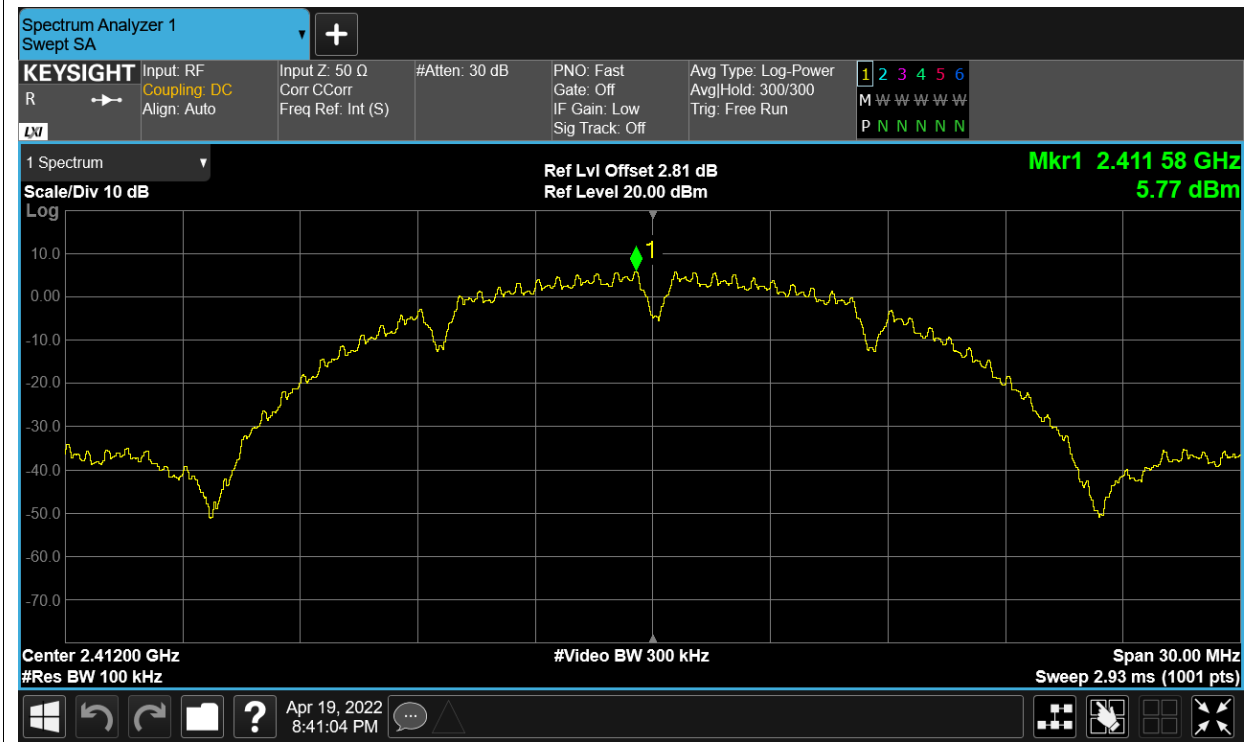 Spectrum Analyzer 1
Swept SA
KEYSIGHT
R
LXI
Input: RF
Coupling: DC
Align: Auto
Input Z: 50 Ω
Corr CCorr
Freq Ref: Int (S)
#Atten: 30 dB
PNO: Fast
Gate: Off
IF Gain: Low
Sig Track: Off
Avg Type: Log-Power
Avg|Hold: 300/300
Trig: Free Run
1 2 3 4 5 6
M W W W W W
P N N N N N
1 Spectrum
Scale/Div 10 dB
Ref Lvl Offset 2.81 dB
Ref Level 20.00 dBm
Mkr1 2.411 58 GHz
5.77 dBm
Log
1
10.0
0.00
-10.0
-20.0
-30.0
-40.0
-50.0
-60.0
-70.0
Center 2.41200 GHz
#Res BW 100 kHz
#Video BW 300 kHz
Span 30.00 MHz
Sweep 2.93 ms (1001 pts)
?
Apr 19, 2022
8:41:04 PM